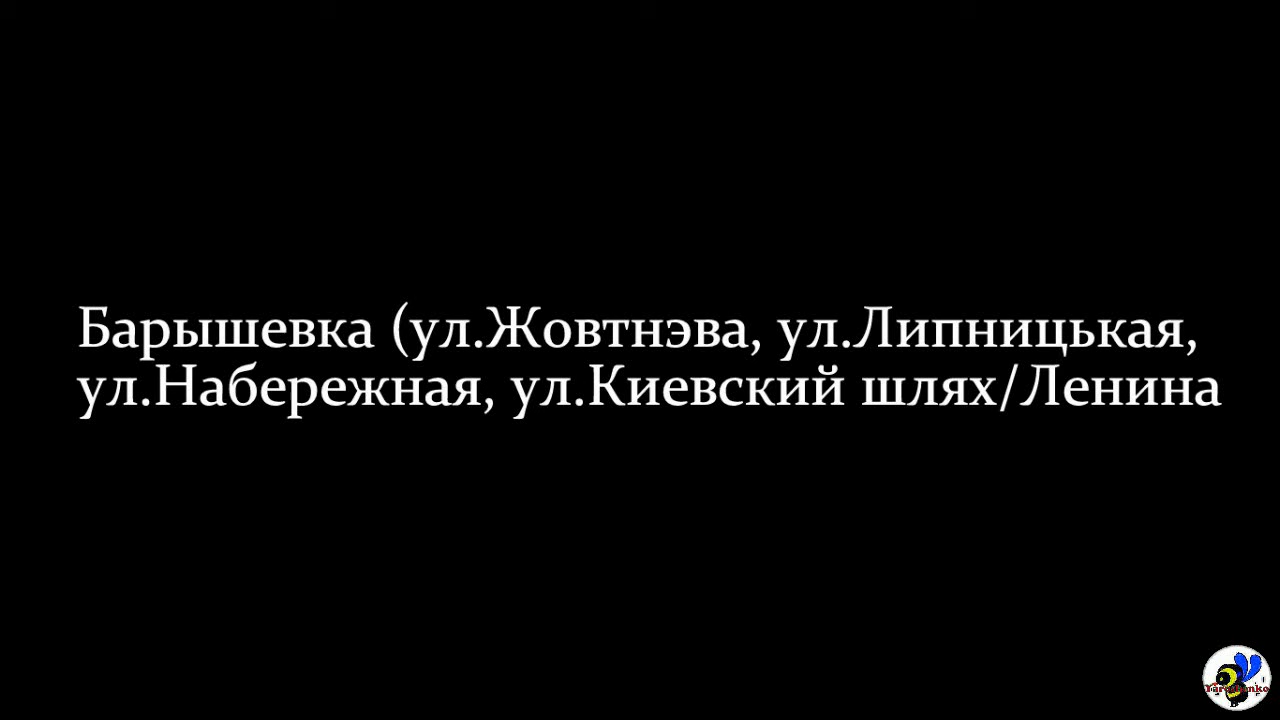 Барышевка (ул.Жовтнэва, ул.Липницькая,
ул.Набережная, ул.Киевский шлях/Ленина